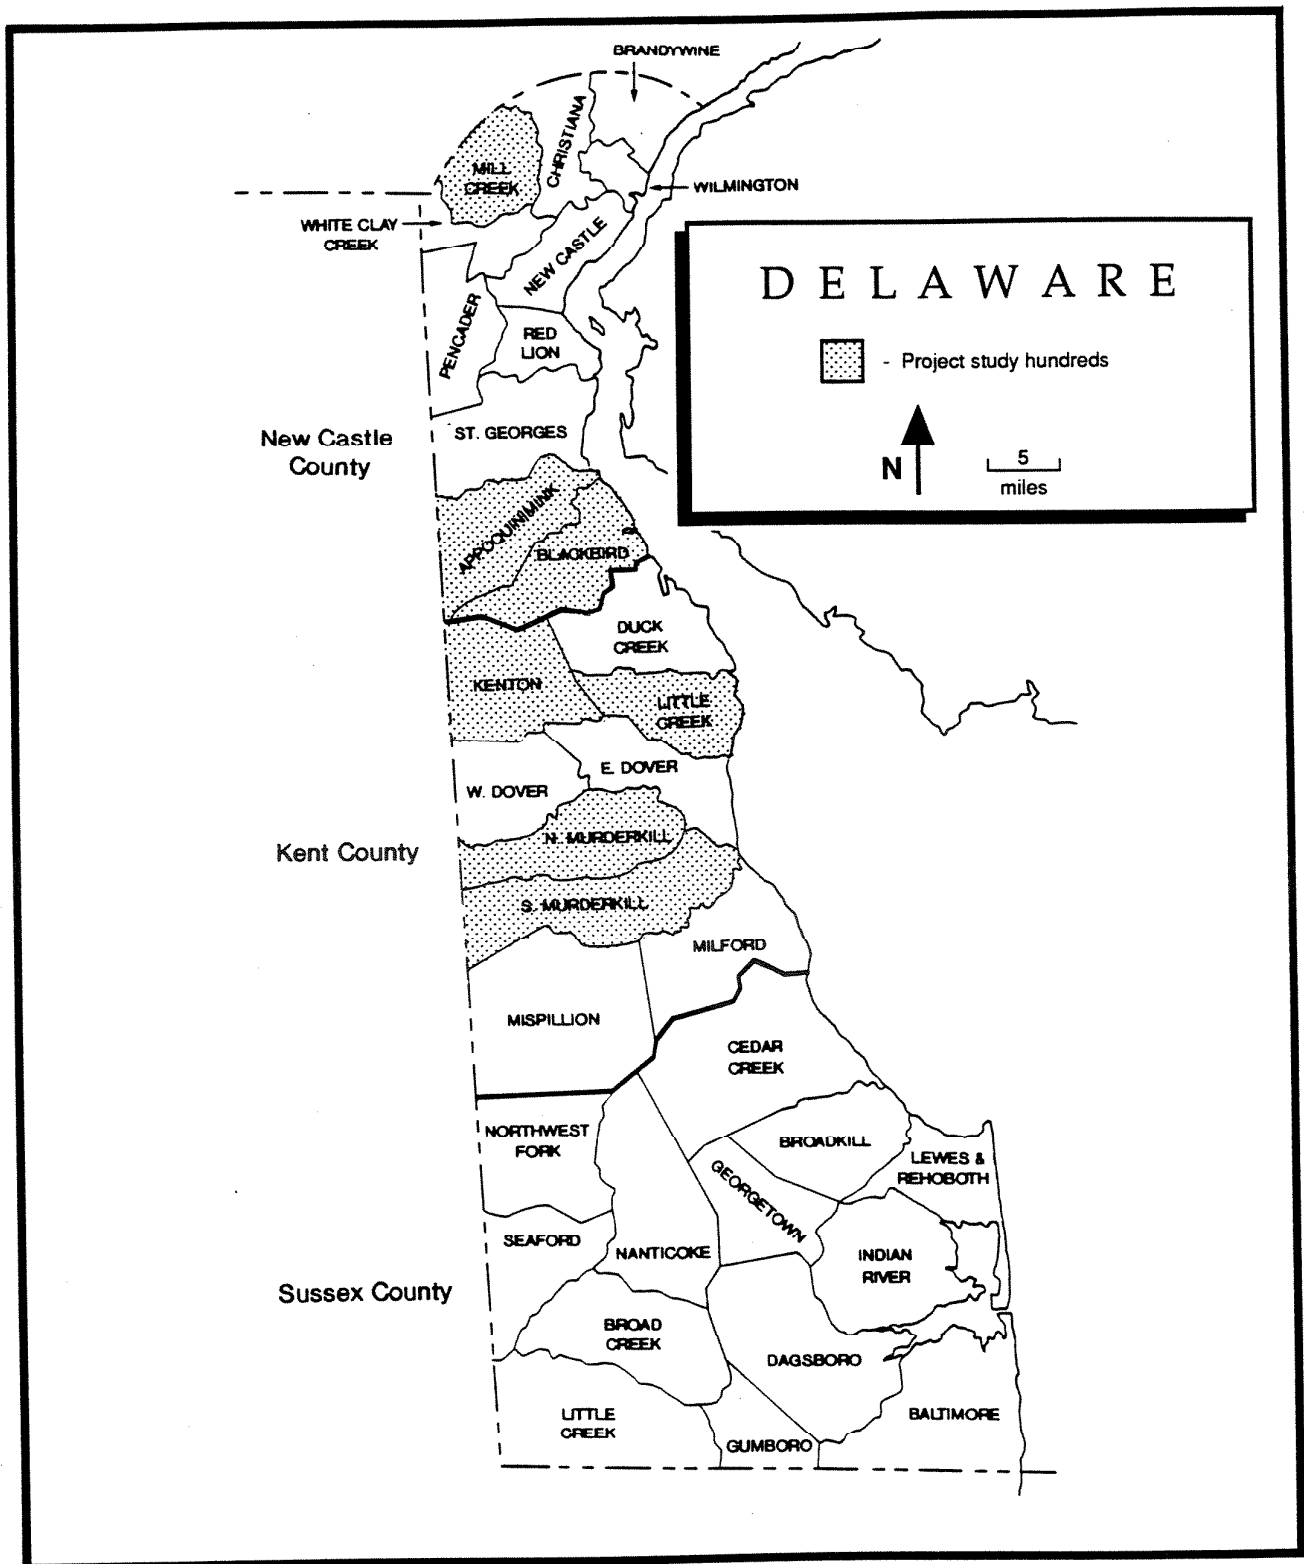 BRANDYWINE
CHRISTIANA
MILL
CREEK
WILMINGTON
WHITE CLAY
CREEK
NEW CASTLE
DELAWARE
PENCADER
RED
LION
- Project study hundreds
New Castle
County
ST. GEORGES
N
5
miles
APPOQUINIMINK
BLACKBIRD
DUCK
CREEK
KENTON
LITTLE
CREEK
E. DOVER
W. DOVER
N. MURDERKILL
Kent County
S. MURDERKILL
MILFORD
MISPILLION
CEDAR
CREEK
NORTHWEST
FORK
BROADKILL
LEWES &
REHOBOTH
GEORGETOWN
SEAFORD
NANTICOKE
INDIAN
RIVER
Sussex County
BROAD
CREEK
DAGSBORO
LITTLE
CREEK
BALTIMORE
GUMBORO